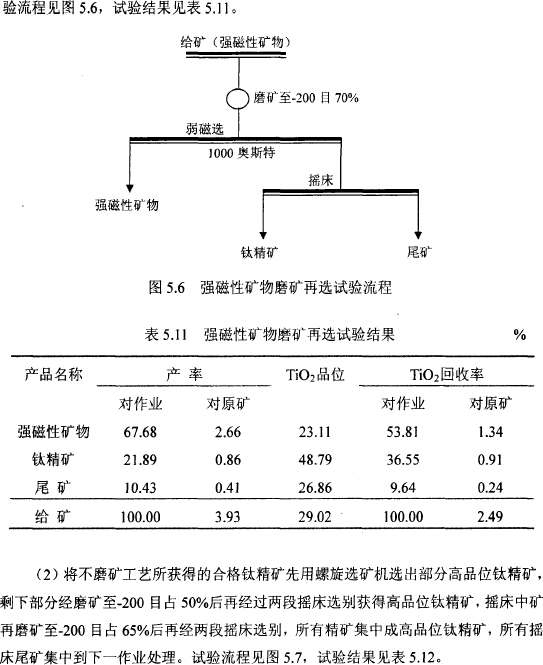 验流程见图 5.6，试验结果见表 5.11。
给矿（强磁性矿物）
磨矿至-200 目 70%
弱磁选
1000 奥斯特
摇床
强磁性矿物
钛精矿 尾矿
图 5.6 强磁性矿物磨矿再选试验流程
表 5.11 强磁性矿物磨矿再选试验结果 %
产品名称 产 率 TiO₂品位 TiO₂回收率
对作业 对原矿 对作业 对原矿
强磁性矿物 67.68 2.66 23.11 53.81 1.34
钛精矿 21.89 0.86 48.79 36.55 0.91
尾 矿 10.43 0.41 26.86 9.64 0.24
给 矿 100.00 3.93 29.02 100.00 2.49
（2）将不磨矿工艺所获得的合格钛精矿先用螺旋选矿机选出部分高品位钛精矿，
剩下部分经磨矿至-200 目占 50%后再经过两段摇床选别获得高品位钛精矿，摇床中矿
再磨矿至-200 目占 65%后再经两段摇床选别，所有精矿集中成高品位钛精矿，所有摇
床尾矿集中到下一作业处理。试验流程见图 5.7，试验结果见表 5.12。